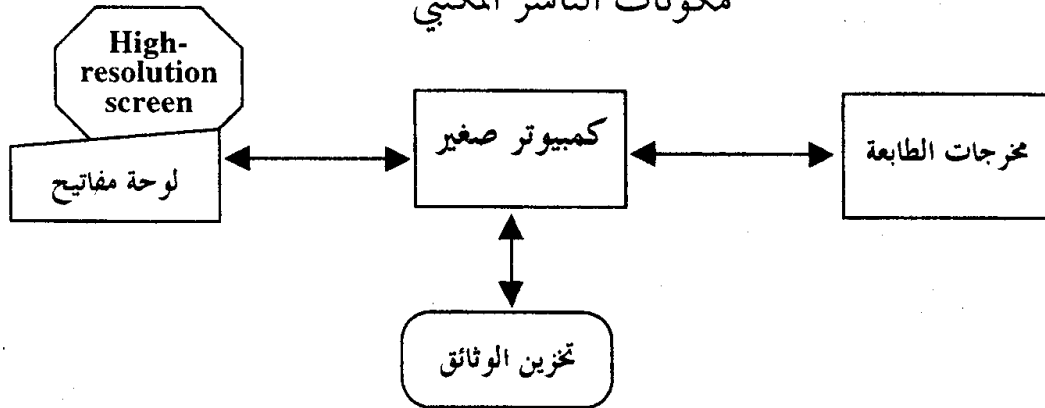 مكونات الناشر المكتبي
High-
resolution
screen
لوحة مفاتيح
كمبيوتر صغير
مخرجات الطابعة
تخزين الوثائق